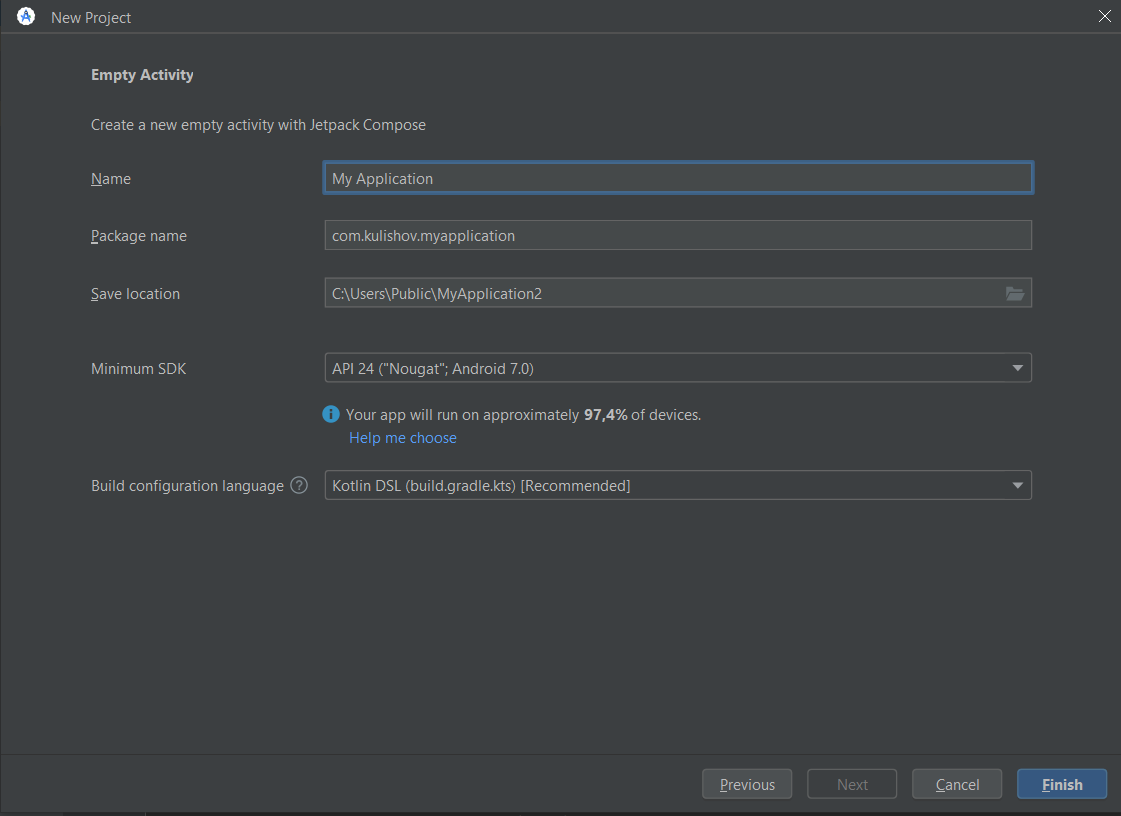 New Project
Empty Activity
Create a new empty activity with Jetpack Compose
Name
My Application
Package name
com.kulishov.myapplication
Save location
C:\Users\Public\MyApplication2
Minimum SDK
API 24 ("Nougat"; Android 7.0)
Your app will run on approximately 97,4% of devices.
Help me choose
Build configuration language ?
Kotlin DSL (build.gradle.kts) [Recommended]
Previous
Next
Cancel
Finish